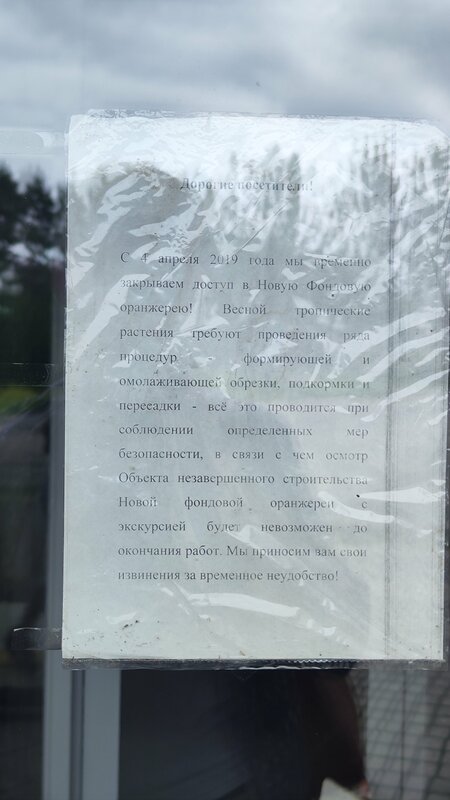 Дорогие посетители!
С 4 апреля 2019 года мы временно
закрываем доступ в Новую Фондовую
оранжерею! Весной тропические
растения требуют проведения ряда
процедур - формирующей и
омолаживающей обрезки, подкормки и
пересадки - всё это проводится при
соблюдении определенных мер
безопасности, в связи с чем осмотр
Объекта незавершенного строительства
Новой фондовой оранжереи с
экскурсией будет невозможен до
окончания работ. Мы приносим вам свои
извинения за временное неудобство!